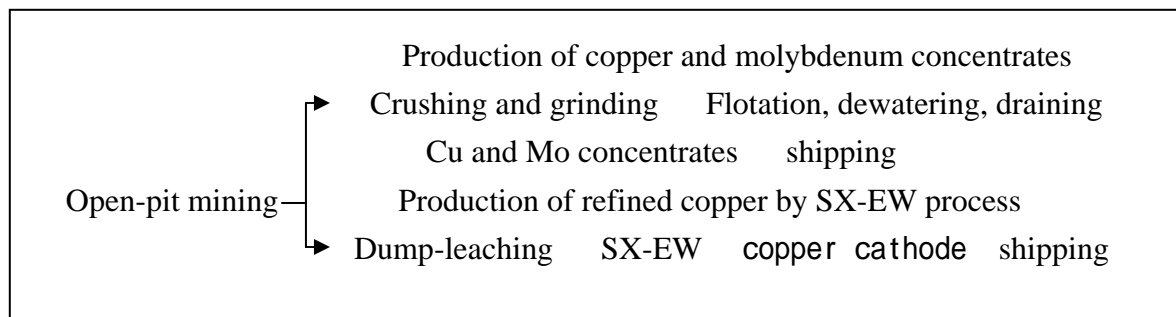 Production of copper and molybdenum concentrates
Crushing and grinding Flotation, dewatering, draining
Cu and Mo concentrates shipping
Open-pit mining Production of refined copper by SX-EW process
Dump-leaching SX-EW copper cathode shipping